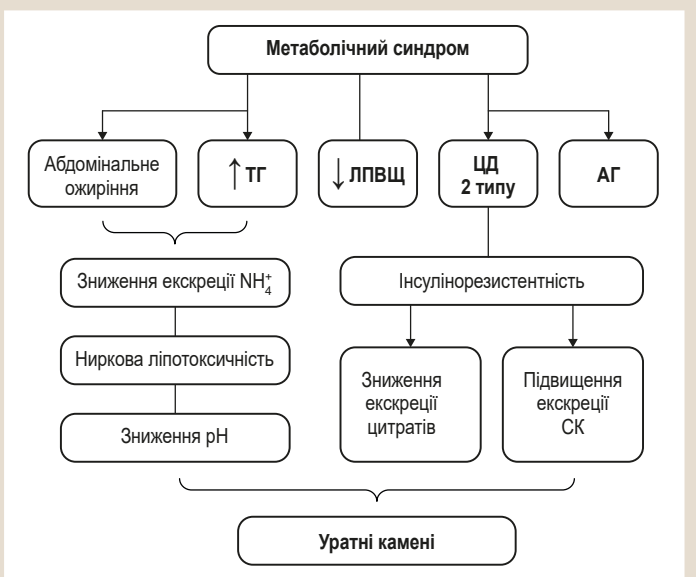 Метаболічний синдром
Абдомінальне
ожиріння
↑ ТГ
↓ ЛПВЩ
ЦД
2 типу
АГ
Зниження екскреції NH₄⁺
Інсулінорезистентність
Ниркова ліпотоксичність
Зниження
екскреції
цитратів
Підвищення
екскреції
СК
Зниження рН
Уратні камені